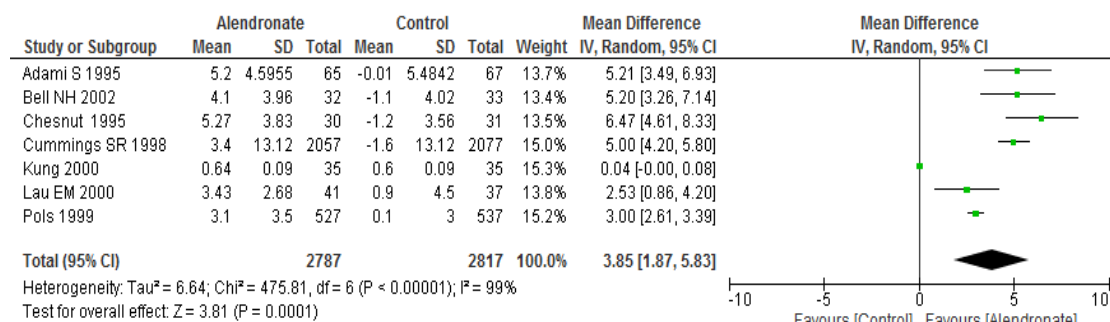 Alendronate Control Mean Difference Mean Difference
Study or Subgroup Mean SD Total Mean SD Total Weight IV, Random, 95% CI IV, Random, 95% CI
Adami S 1995 5.2 4.5955 65 -0.01 5.4842 67 13.7% 5.21 [3.49, 6.93]
Bell NH 2002 4.1 3.96 32 -1.1 4.02 33 13.4% 5.20 [3.26, 7.14]
Chesnut 1995 5.27 3.83 30 -1.2 3.56 31 13.5% 6.47 [4.61, 8.33]
Cummings SR 1998 3.4 13.12 2057 -1.6 13.12 2077 15.0% 5.00 [4.20, 5.80]
Kung 2000 0.64 0.09 35 0.6 0.09 35 15.3% 0.04 [-0.00, 0.08]
Lau EM 2000 3.43 2.68 41 0.9 4.5 37 13.8% 2.53 [0.86, 4.20]
Pols 1999 3.1 3.5 527 0.1 3 537 15.2% 3.00 [2.61, 3.39]
Total (95% CI) 2787 2817 100.0% 3.85 [1.87, 5.83]
Heterogeneity: Tau² = 6.64; Chi² = 475.81, df = 6 (P < 0.00001); I² = 99%
Test for overall effect: Z = 3.81 (P = 0.0001)
-10 -5 0 5 10
Favours [Control] Favours [Alendronate]